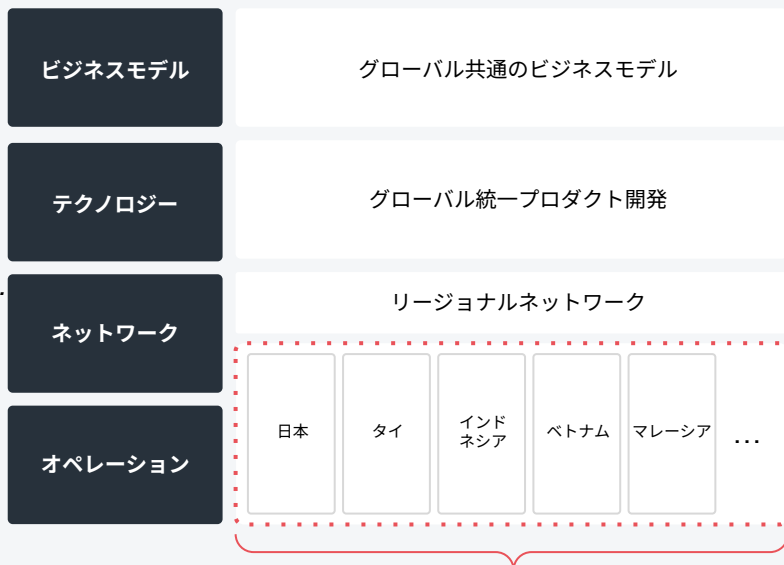 ビジネスモデル
グローバル共通のビジネスモデル
テクノロジー
グローバル統一プロダクト開発
ネットワーク
リージョナルネットワーク
オペレーション
日本
タイ
インド
ネシア
ベトナム
マレーシア
...